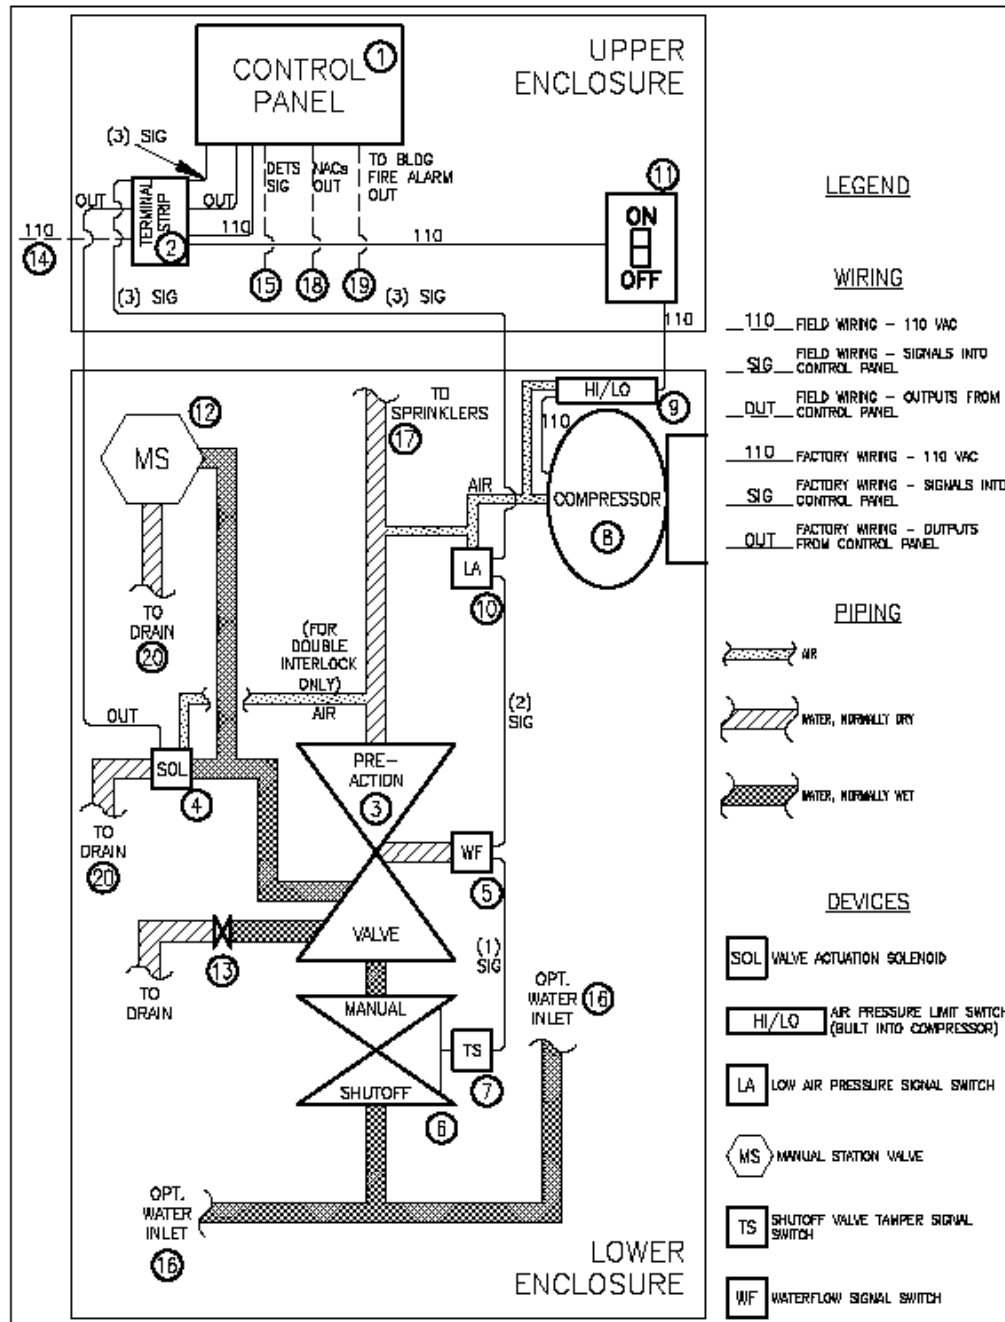 CONTROL
PANEL
1
UPPER
ENCLOSURE
(3) SIG
DETS
SIG
NACs
OUT
TO BLDG
FIRE ALARM
OUT
11
OUT
TERMINAL
STRIP
2
OUT
110
110
14
110
ON
OFF
15
18
19
(3) SIG
(3) SIG
110
TO
SPRINKLERS
17
HI/LO
9
12
MS
110
AIR
COMPRESSOR
8
LA
10
TO
DRAIN
20
(FOR
DOUBLE
INTERLOCK
ONLY)
AIR
(2)
SIG
OUT
SOL
4
PRE-
ACTION
3
TO
DRAIN
20
WF
5
VALVE
13
(1)
SIG
TO
DRAIN
OPT.
WATER
INLET
16
MANUAL
SHUTOFF
TS
7
6
OPT.
WATER
INLET
16
LOWER
ENCLOSURE
LEGEND
WIRING
110 FIELD WIRING - 110 VAC
SIG FIELD WIRING - SIGNALS INTO
CONTROL PANEL
OUT FIELD WIRING - OUTPUTS FROM
CONTROL PANEL
110 FACTORY WIRING - 110 VAC
SIG FACTORY WIRING - SIGNALS INTO
CONTROL PANEL
OUT FACTORY WIRING - OUTPUTS
FROM CONTROL PANEL
PIPING
AIR
WATER, NORMALLY DRY
WATER, NORMALLY WET
DEVICES
SOL VALVE ACTUATION SOLENOID
HI/LO AIR PRESSURE LIMIT SWITCH
(BUILT INTO COMPRESSOR)
LA LOW AIR PRESSURE SIGNAL SWITCH
MS MANUAL STATION VALVE
TS SHUTOFF VALVE TAMPER SIGNAL
SWITCH
WF WATERFLOW SIGNAL SWITCH